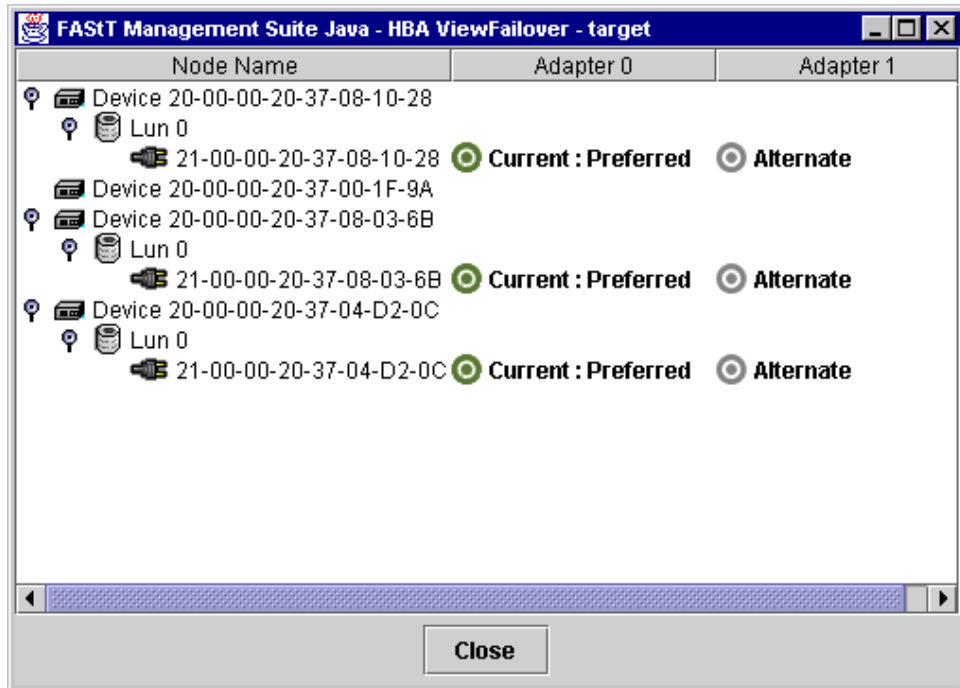 FAStT Management Suite Java - HBA ViewFailover - target
Node Name Adapter 0 Adapter 1
Device 20-00-00-20-37-08-10-28
Lun 0
21-00-00-20-37-08-10-28 Current : Preferred Alternate
Device 20-00-00-20-37-00-1F-9A
Device 20-00-00-20-37-08-03-6B
Lun 0
21-00-00-20-37-08-03-6B Current : Preferred Alternate
Device 20-00-00-20-37-04-D2-0C
Lun 0
21-00-00-20-37-04-D2-0C Current : Preferred Alternate
Close